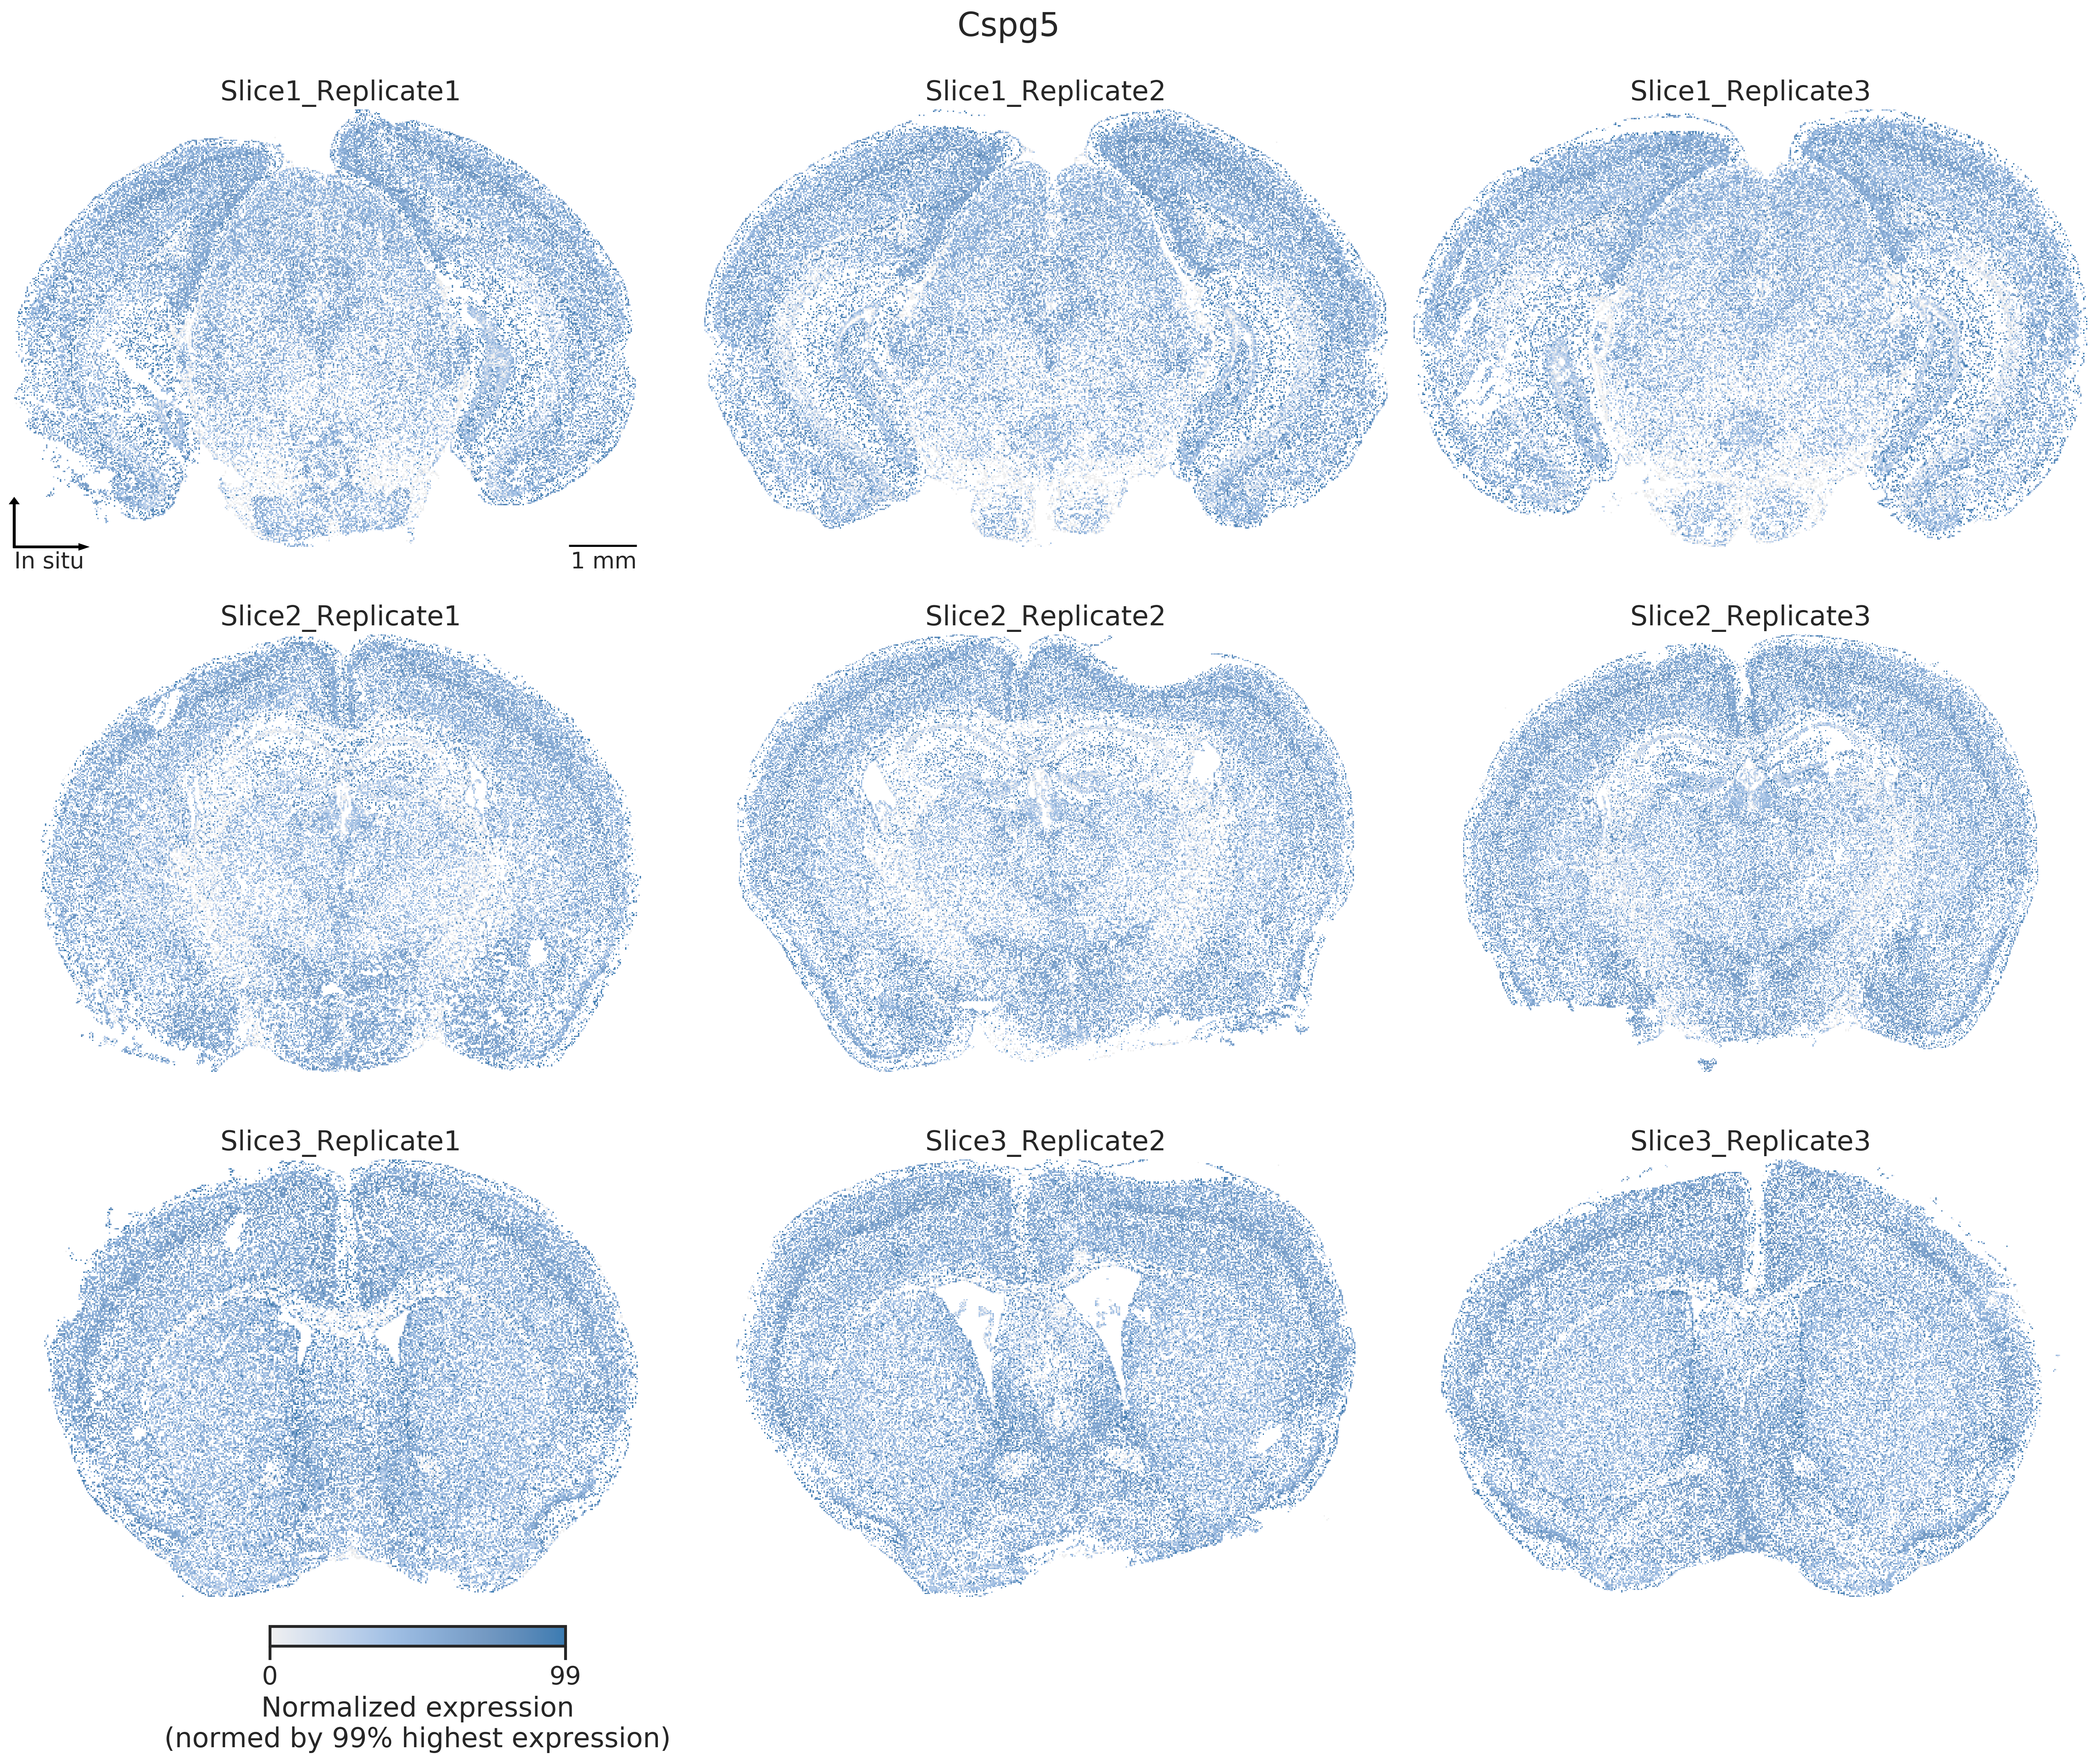 Cspg5
Slice1_Replicate1
Slice1_Replicate2
Slice1_Replicate3
In situ
1 mm
Slice2_Replicate1
Slice2_Replicate2
Slice2_Replicate3
Slice3_Replicate1
Slice3_Replicate2
Slice3_Replicate3
0
99
Normalized expression
(normed by 99% highest expression)